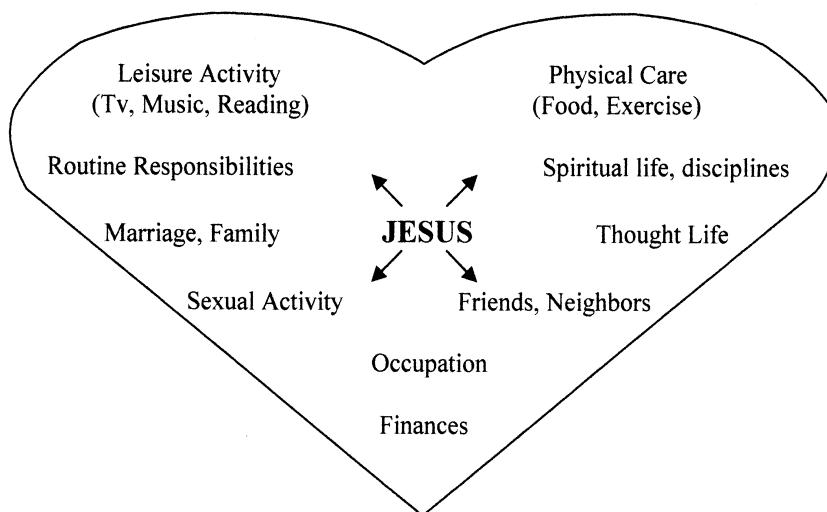 Leisure Activity
(Tv, Music, Reading)
Physical Care
(Food, Exercise)
Routine Responsibilities
Spiritual life, disciplines
Marriage, Family
JESUS
Thought Life
Sexual Activity
Friends, Neighbors
Occupation
Finances